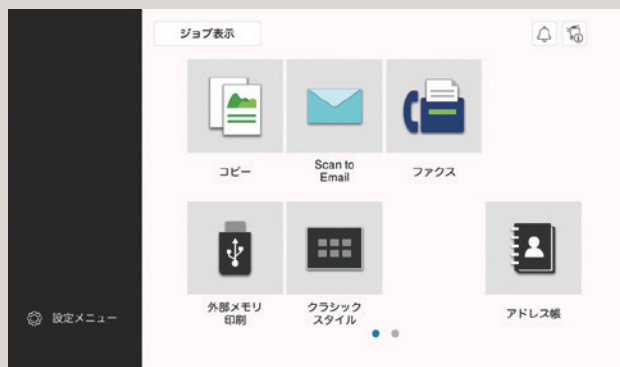 ジョブ表示
コピー
Scan to
Email
ファクス
外部メモリ
印刷
クラシック
スタイル
アドレス帳
設定メニュー